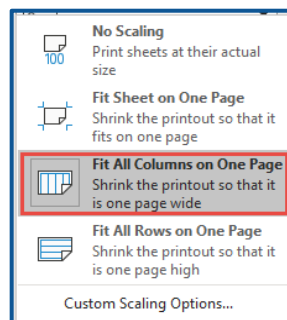 No Scaling
Print sheets at their actual
size
100
Fit Sheet on One Page
Shrink the printout so that it
fits on one page
Fit All Columns on One Page
Shrink the printout so that it
is one page wide
Fit All Rows on One Page
Shrink the printout so that it
is one page high
Custom Scaling Options...